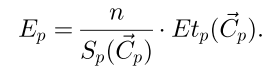 $E_p = \frac{n}{S_p(\vec{C}_p)} \cdot Et_p(\vec{C}_p).$